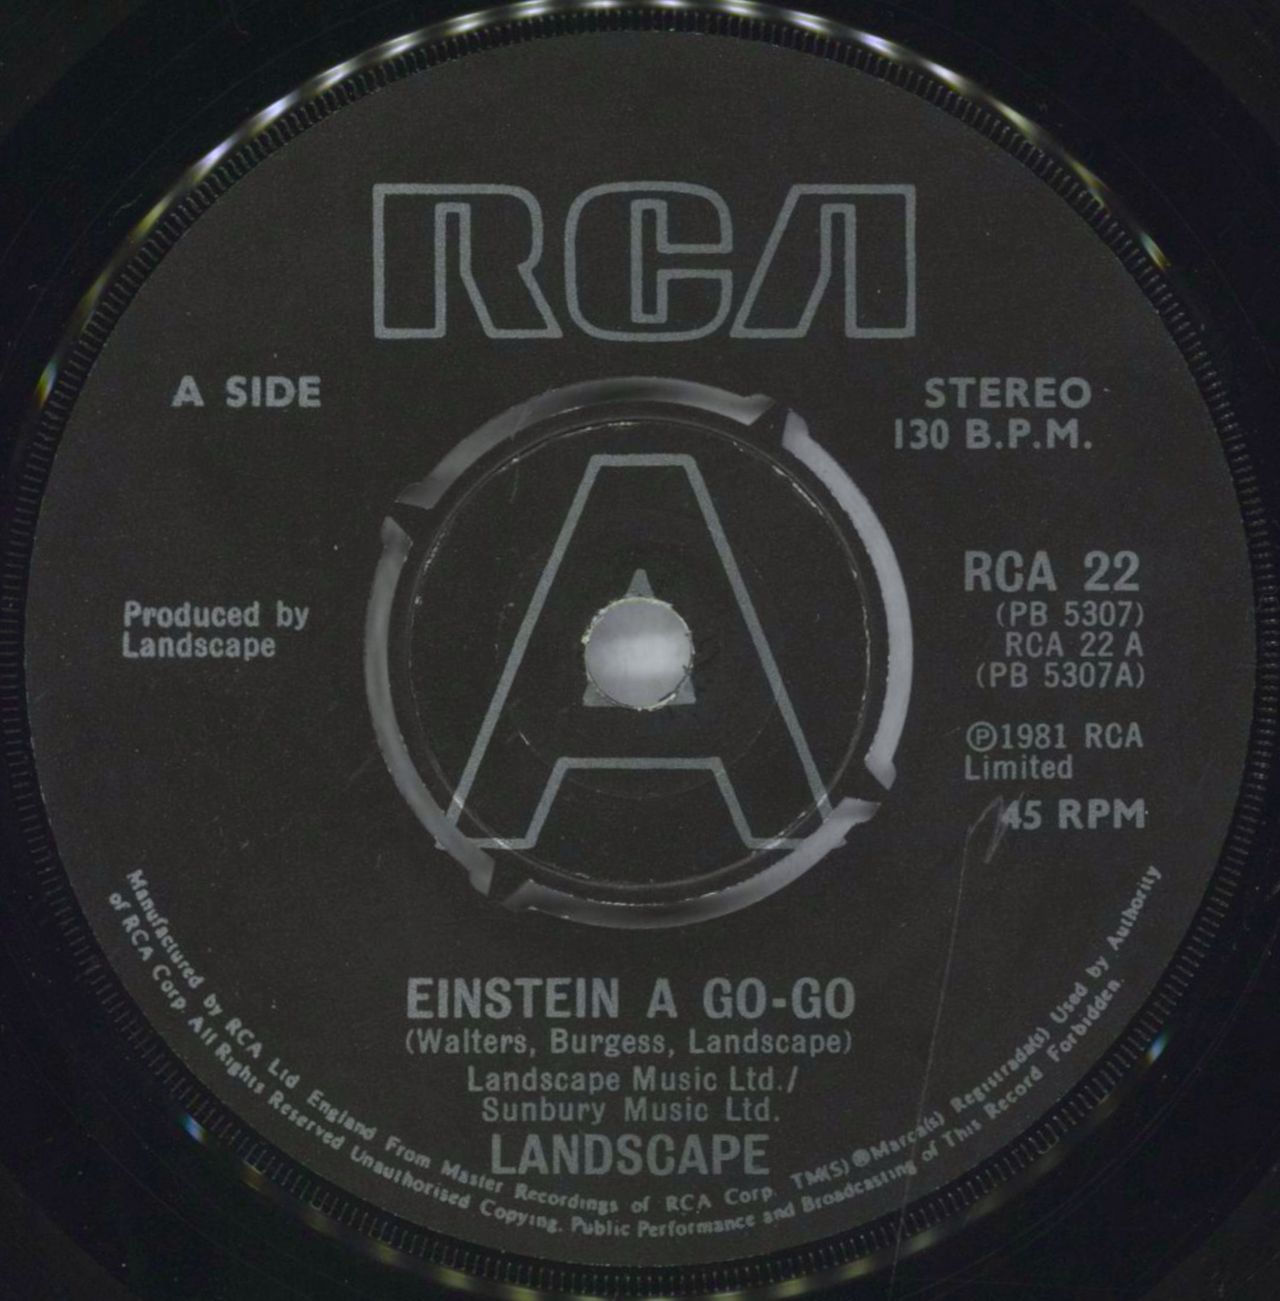 RCA
A SIDE
STEREO
130 B.P.M.
A
RCA 22
(PB 5307)
RCA 22 A
(PB 5307A)
Produced by
Landscape
℗1981 RCA
Limited
45 RPM
EINSTEIN A GO-GO
(Walters, Burgess, Landscape)
Landscape Music Ltd./
Sunbury Music Ltd.
LANDSCAPE
Manufactured by RCA Ltd England From Master Recordings of RCA Corp. TM(S) ®Marca(s) Registrada(s) Used by Authority
of RCA Corp. All Rights Reserved Unauthorised Copying, Public Performance and Broadcasting of This Record Forbidden.